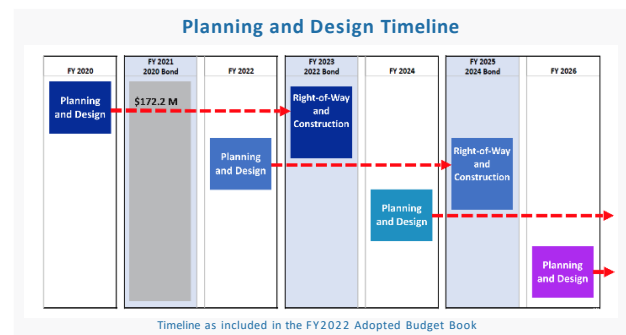 Planning and Design Timeline
FY 2020
FY 2021
2020 Bond
FY 2022
FY 2023
2022 Bond
FY 2024
FY 2025
2024 Bond
FY 2026
Planning
and Design
$172.2 M
Right-of-Way
and
Construction
Planning
and Design
Right-of-Way
and
Construction
Planning
and Design
Planning
and Design
Timeline as included in the FY2022 Adopted Budget Book